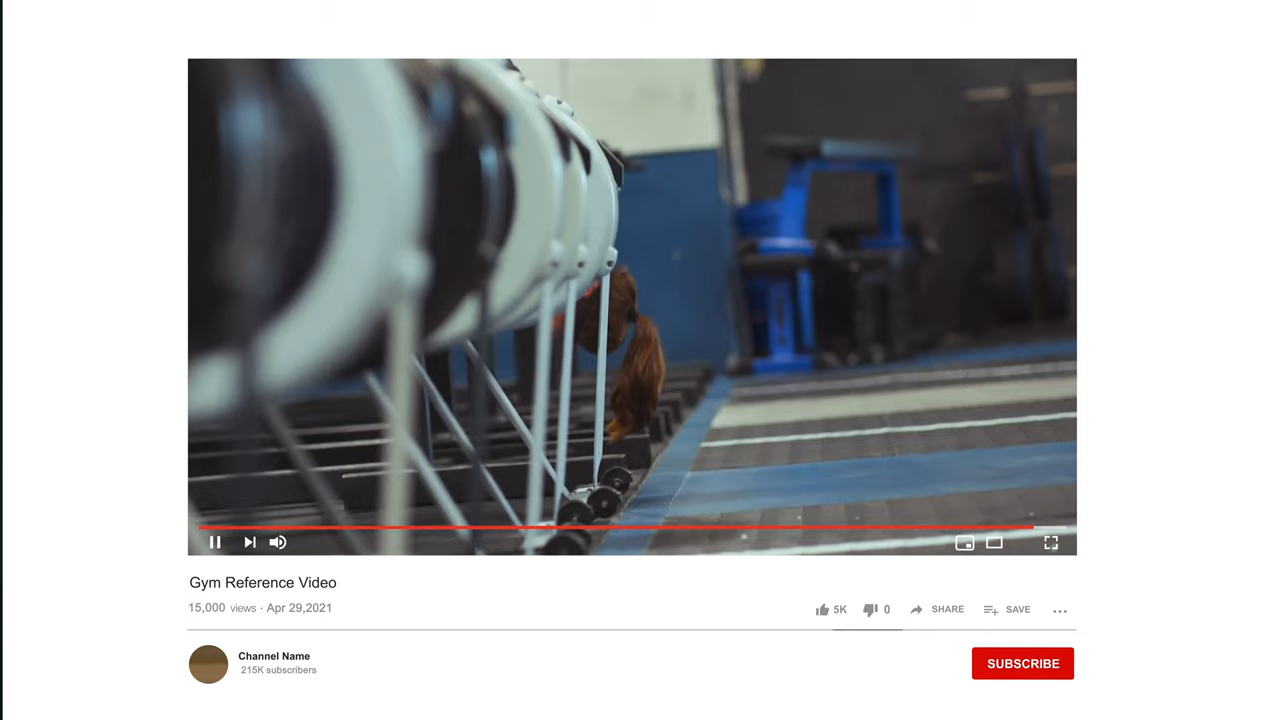 Gym Reference Video
15,000 views · Apr 29,2021
5K 0 SHARE SAVE
Channel Name
215K subscribers
SUBSCRIBE